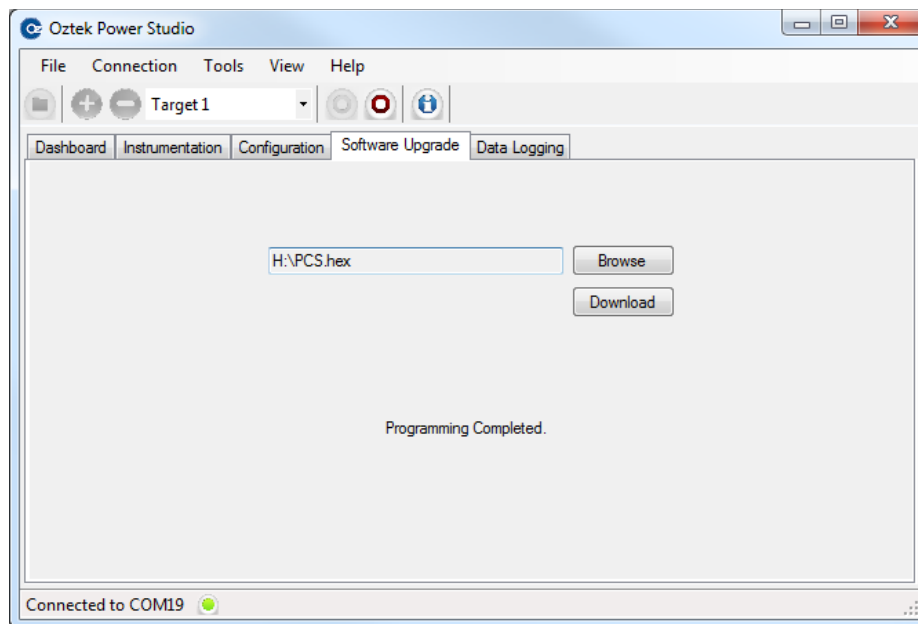 Oztek Power Studio
File Connection Tools View Help
Target 1
Dashboard Instrumentation Configuration Software Upgrade Data Logging
H:\PCS.hex Browse
Download
Programming Completed.
Connected to COM19